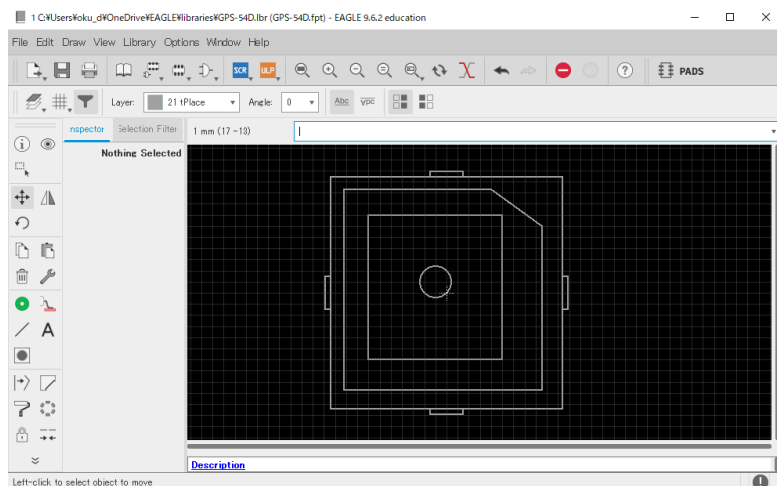 1 C:¥Users¥oku_d¥OneDrive¥EAGLE¥libraries¥GPS-54D.lbr (GPS-54D.fpt) - EAGLE 9.6.2 education
File Edit Draw View Library Options Window Help
SCR ULP PADS
Layer: 21 tPlace Angle: 0 Abc
nspector Selection Filter 1 mm (17 -13)
Nothing Selected
A
Description
Left-click to select object to move